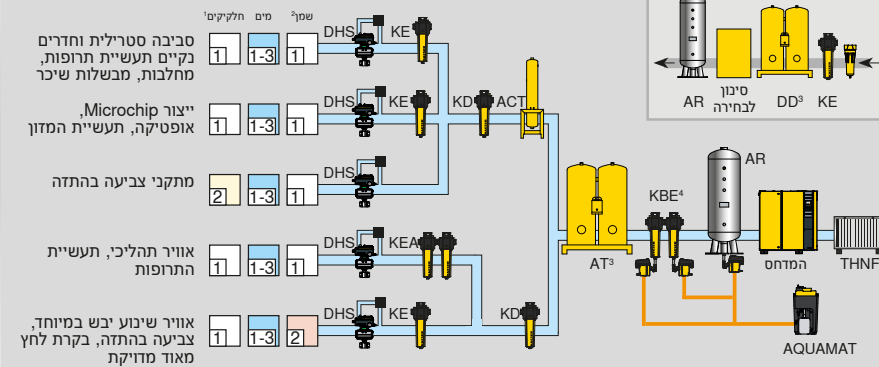 חלקיקים¹ מים שמן²
סביבה סטרילית וחדרים
נקיים תעשיית תרופות,
מחלבות, מבשלות שיכר
1 1-3 1 DHS KE
ייצור Microchip,
אופטיקה, תעשיית המזון
1 1-3 1 DHS KE KD ACT
מתקני צביעה בהתזה
2 1-3 1 DHS
אוויר תהליכי, תעשיית
התרופות
1 1-3 1 DHS KEA
אוויר שינוע יבש במיוחד,
צביעה בהתזה, בקרת לחץ
מאוד מדויקת
1 1-3 2 DHS KE KD
AR
סינון
לבחירה
DD³ KE
AT³
KBE⁴
AR
המדחס
THNF
AQUAMAT